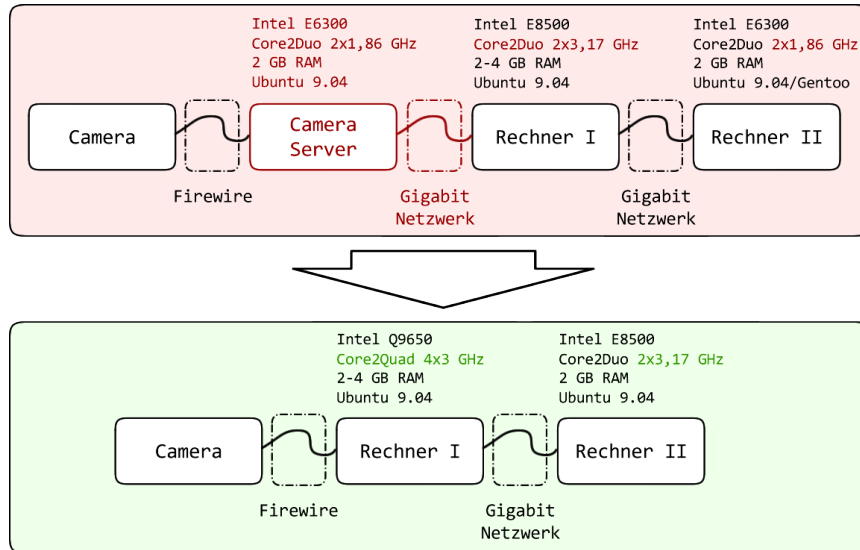 Intel E6300
Core2Duo 2x1,86 GHz
2 GB RAM
Ubuntu 9.04
Intel E8500
Core2Duo 2x3,17 GHz
2-4 GB RAM
Ubuntu 9.04
Intel E6300
Core2Duo 2x1,86 GHz
2 GB RAM
Ubuntu 9.04/Gentoo
Camera
Camera
Server
Rechner I
Rechner II
Firewire
Gigabit
Netzwerk
Gigabit
Netzwerk
Intel Q9650
Core2Quad 4x3 GHz
2-4 GB RAM
Ubuntu 9.04
Intel E8500
Core2Duo 2x3,17 GHz
2 GB RAM
Ubuntu 9.04
Camera
Rechner I
Rechner II
Firewire
Gigabit
Netzwerk